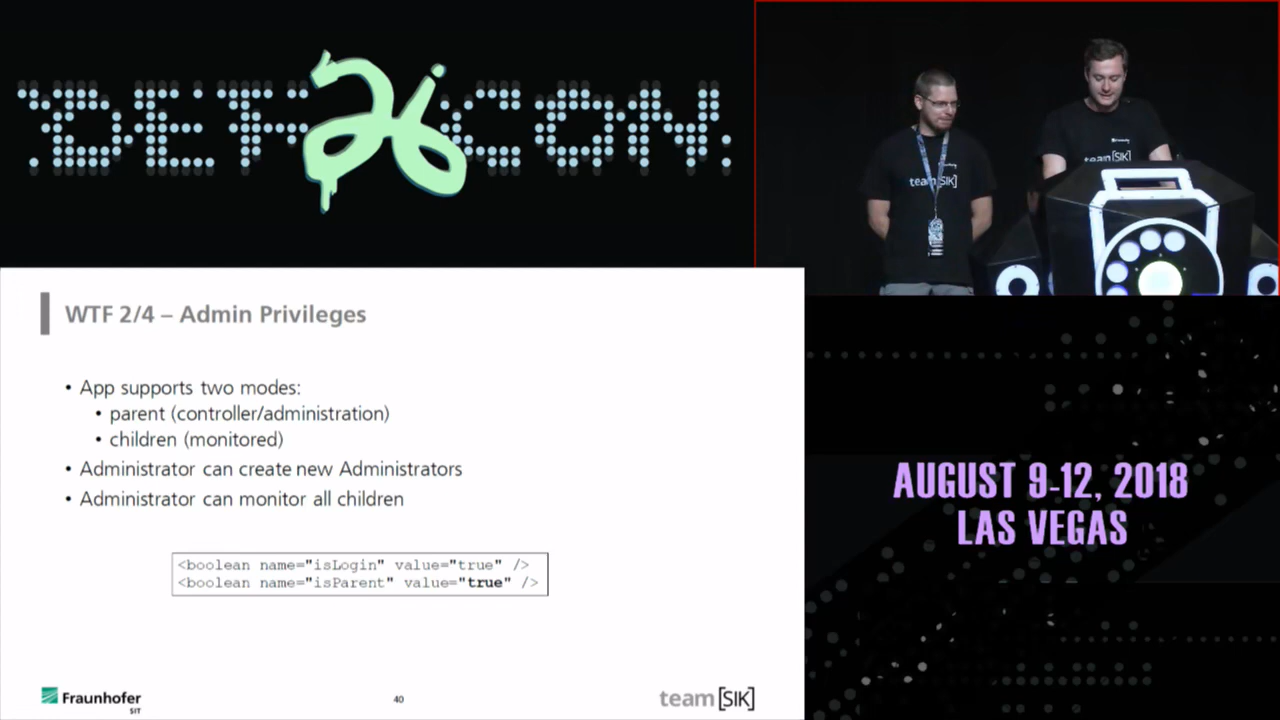 DEF CON 26
team[SIK]
team[SIK]
WTF 2/4 – Admin Privileges
• App supports two modes:
• parent (controller/administration)
• children (monitored)
• Administrator can create new Administrators
• Administrator can monitor all children
<boolean name="isLogin" value="true" />
<boolean name="isParent" value="true" />
Fraunhofer
SIT
40
team[SIK]
AUGUST 9-12, 2018
LAS VEGAS